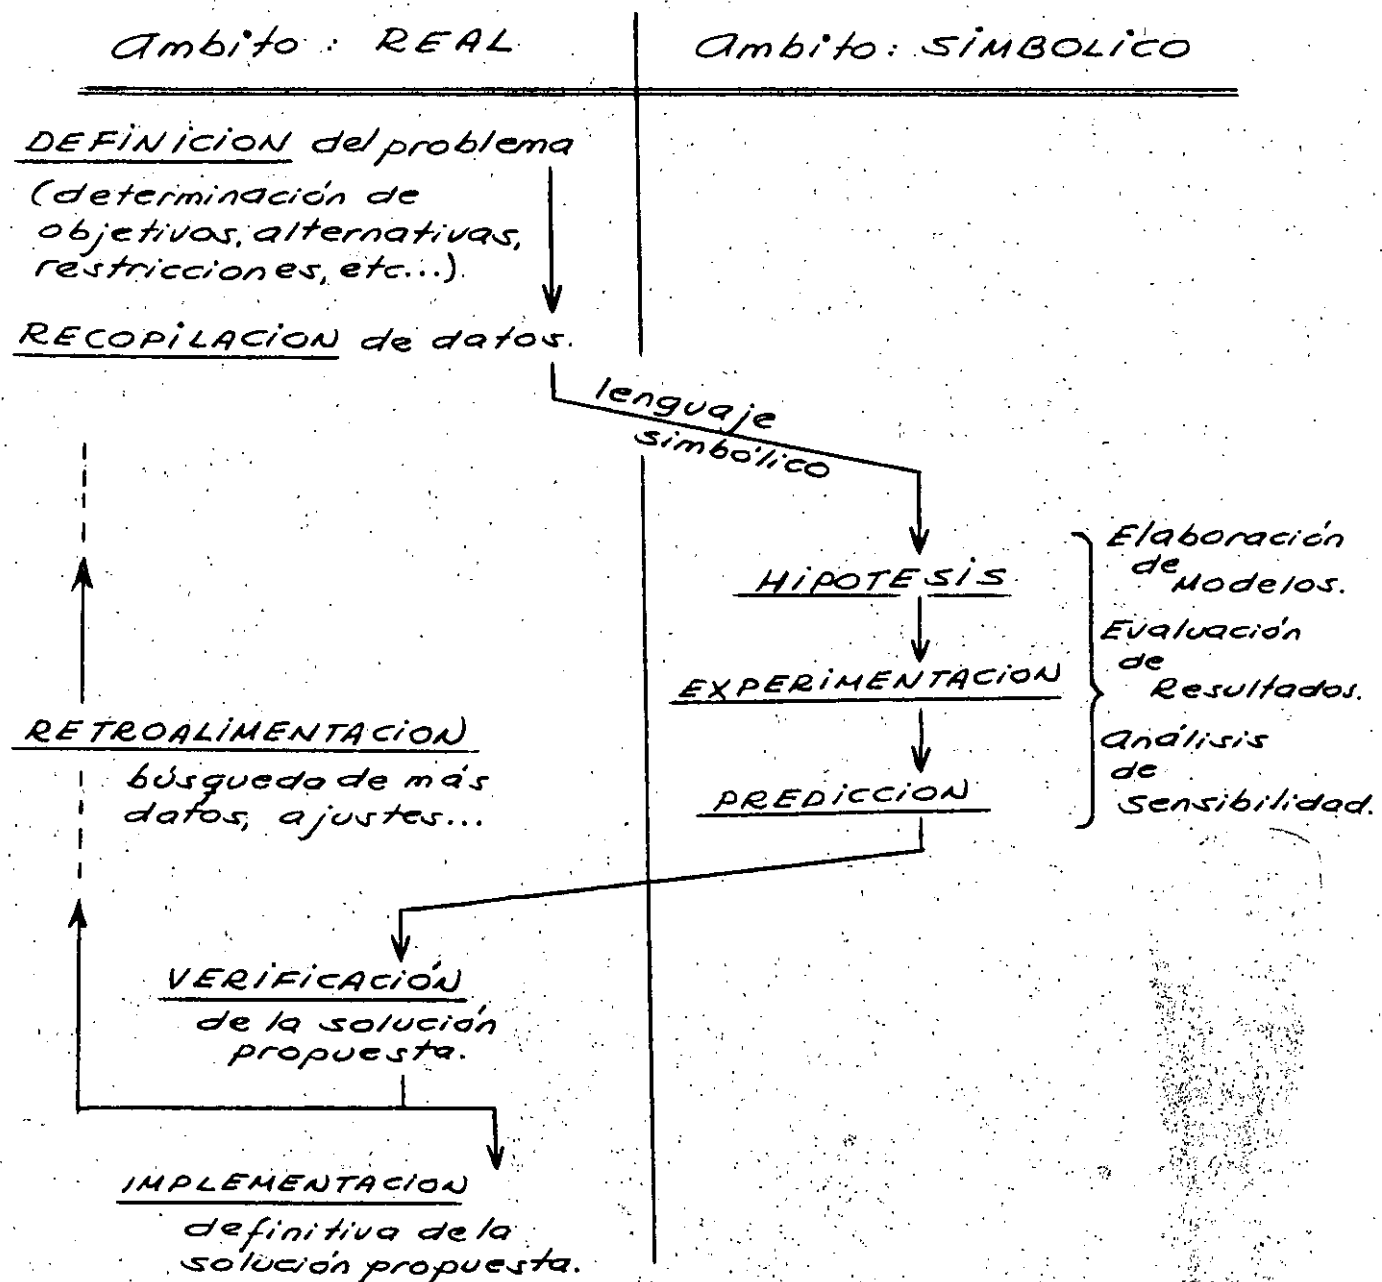 Ambito: REAL
Ambito: SIMBOLICO
DEFINICION del problema
(determinación de
objetivos, alternativas,
restricciones, etc...).
RECOPILACION de datos.
lenguaje
simbólico
HIPOTESIS
EXPERIMENTACION
PREDICCION
Elaboración
de
Modelos.
Evaluación
de
Resultados.
Análisis
de
Sensibilidad.
RETROALIMENTACION
búsqueda de más
datos, ajustes...
VERIFICACIÓN
de la solución
propuesta.
IMPLEMENTACION
definitiva de la
solución propuesta.